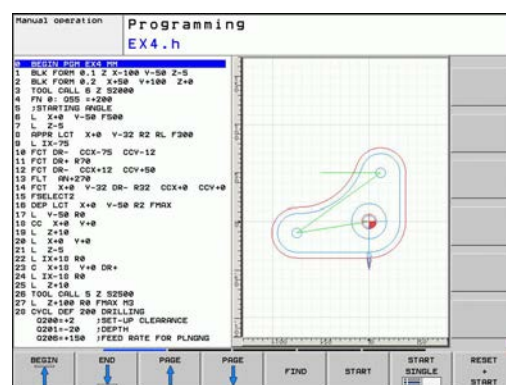 Manual operation
Programming
EX4.h
0 BEGIN PGM EX4 MM
1 BLK FORM 0.1 Z X-100 Y-50 Z-5
2 BLK FORM 0.2 X+50 Y+100 Z+0
3 TOOL CALL 6 Z S2000
4 FN 0: Q55 =+200
5 ;STARTING ANGLE
6 L X+0 Y-50 F500
7 L Z-5
8 APPR LCT X+0 Y-32 R2 RL F300
9 L IX-75
10 FCT DR- CCX-75 CCY-12
11 FCT DR+ R70
12 FCT DR- CCX+12 CCY+50
13 FLT AN+270
14 FCT X+0 Y-32 DR- R32 CCX+0 CCY+0
15 FSELECT2
16 DEP LCT X+0 Y-50 R2 FMAX
17 L Y-50 R0
18 CC X+0 Y+0
19 L Z+10
20 L X+0 Y+0
21 L Z-5
22 L IX+18 R0
23 C X+18 Y+0 DR+
24 L IX-18 R0
25 L Z+10
26 TOOL CALL 5 Z S2500
27 L Z+100 R0 FMAX M3
28 CYCL DEF 200 DRILLING
Q200=+2 ;SET-UP CLEARANCE
Q201=-20 ;DEPTH
Q206=+150 ;FEED RATE FOR PLNGNG
BEGIN
END
PAGE
PAGE
FIND
START
START SINGLE
RESET + START